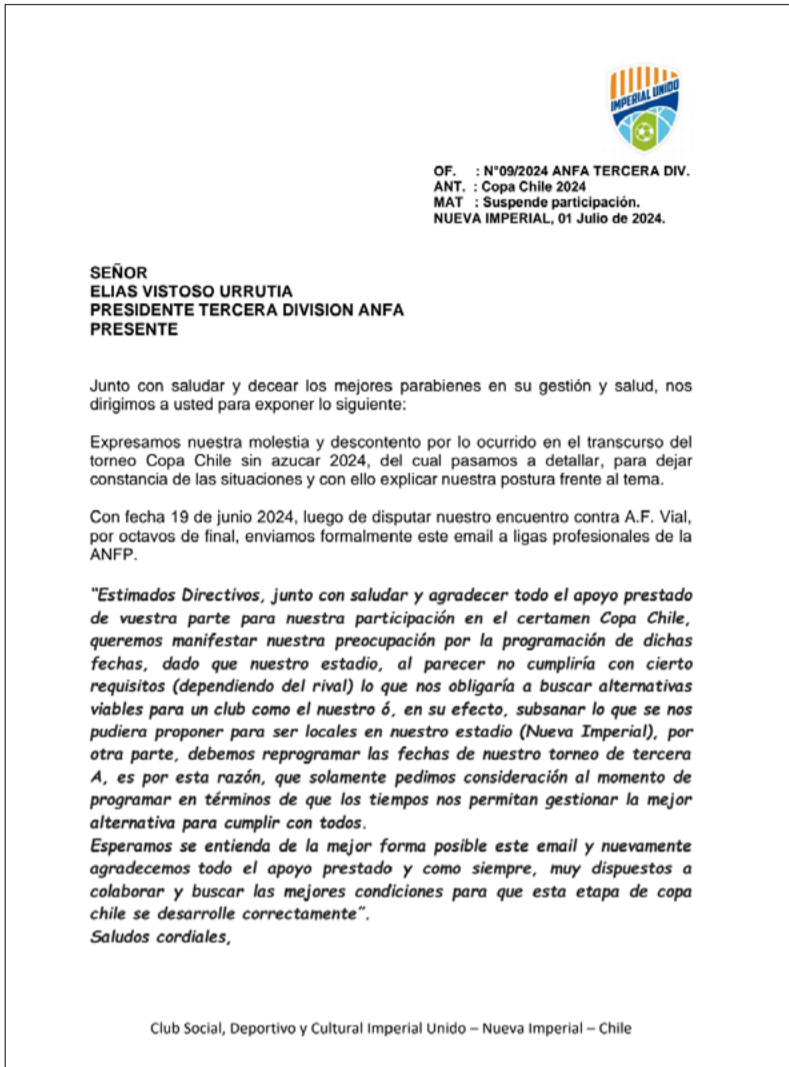 IMPERIAL UNIDO
OF. : N°09/2024 ANFA TERCERA DIV.
ANT. : Copa Chile 2024
MAT : Suspende participación.
NUEVA IMPERIAL, 01 Julio de 2024.
SEÑOR
ELIAS VISTOSO URRUTIA
PRESIDENTE TERCERA DIVISION ANFA
PRESENTE
Junto con saludar y decear los mejores parabienes en su gestión y salud, nos
dirigimos a usted para exponer lo siguiente:
Expresamos nuestra molestia y descontento por lo ocurrido en el transcurso del
torneo Copa Chile sin azucar 2024, del cual pasamos a detallar, para dejar
constancia de las situaciones y con ello explicar nuestra postura frente al tema.
Con fecha 19 de junio 2024, luego de disputar nuestro encuentro contra A.F. Vial,
por octavos de final, enviamos formalmente este email a ligas profesionales de la
ANFP.
"Estimados Directivos, junto con saludar y agradecer todo el apoyo prestado
de vuestra parte para nuestra participación en el certamen Copa Chile,
queremos manifestar nuestra preocupación por la programación de dichas
fechas, dado que nuestro estadio, al parecer no cumpliría con cierto
requisitos (dependiendo del rival) lo que nos obligaría a buscar alternativas
viables para un club como el nuestro ó, en su efecto, subsanar lo que se nos
pudiera proponer para ser locales en nuestro estadio (Nueva Imperial), por
otra parte, debemos reprogramar las fechas de nuestro torneo de tercera
A, es por esta razón, que solamente pedimos consideración al momento de
programar en términos de que los tiempos nos permitan gestionar la mejor
alternativa para cumplir con todos.
Esperamos se entienda de la mejor forma posible este email y nuevamente
agradecemos todo el apoyo prestado y como siempre, muy dispuestos a
colaborar y buscar las mejores condiciones para que esta etapa de copa
chile se desarrolle correctamente".
Saludos cordiales,
Club Social, Deportivo y Cultural Imperial Unido – Nueva Imperial – Chile